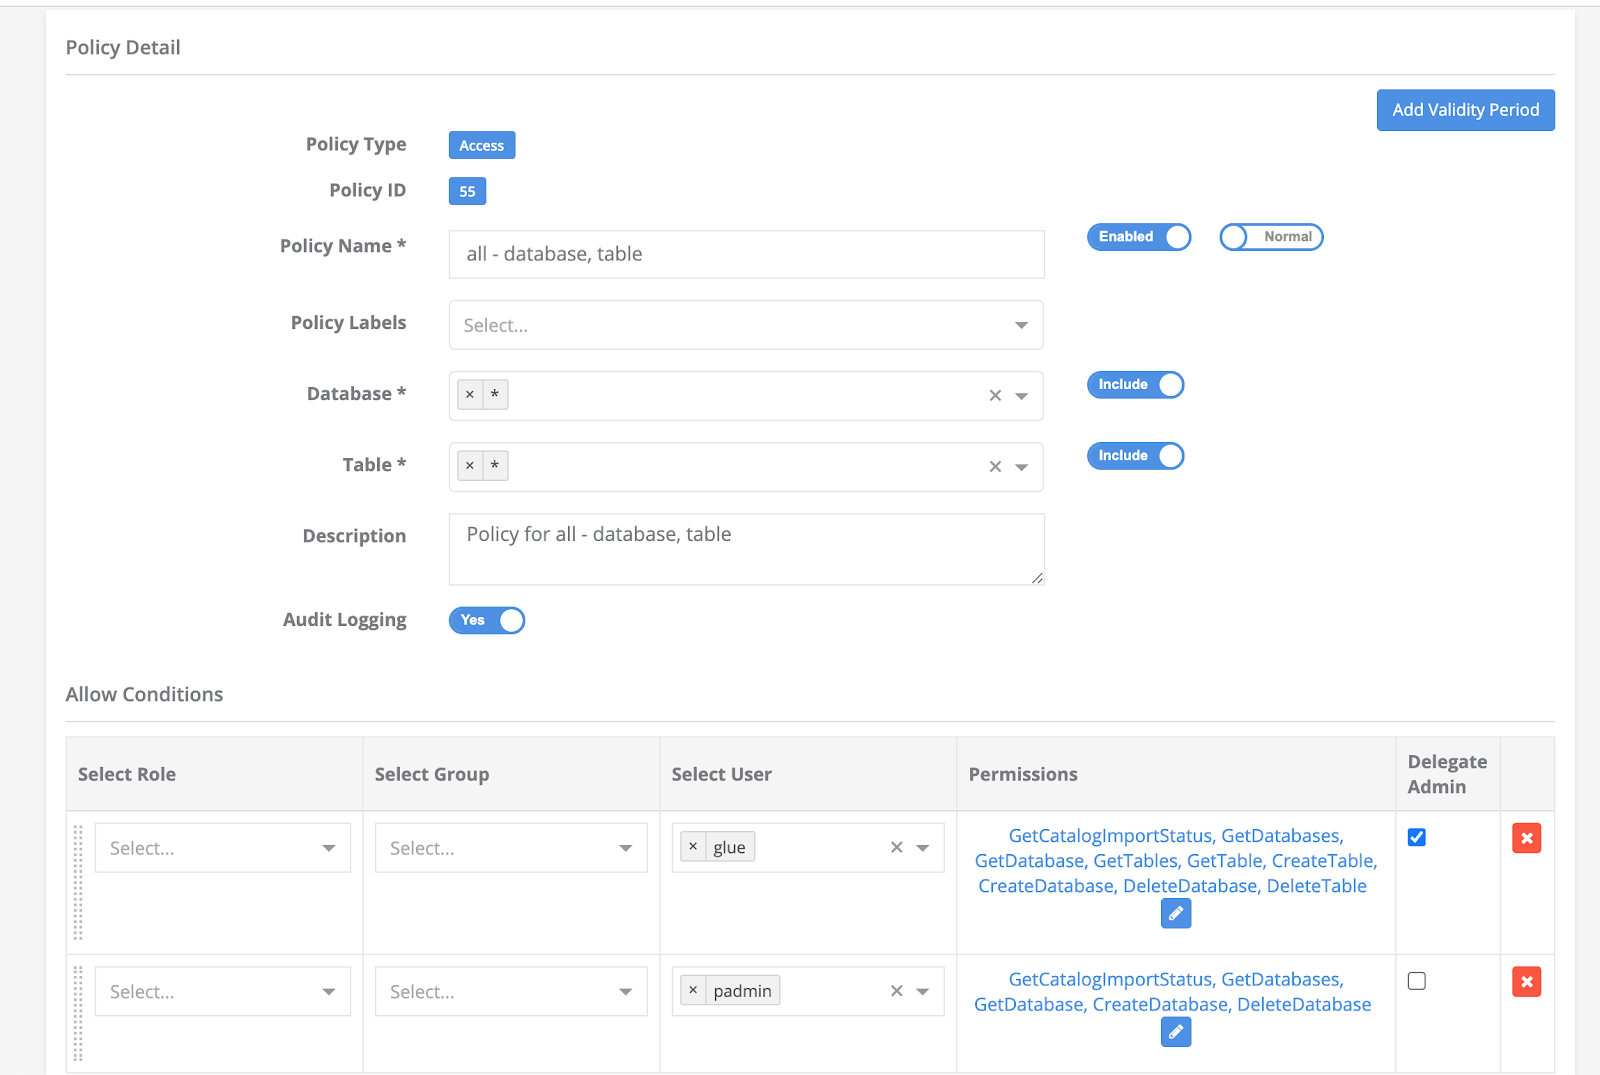 Policy Detail
Add Validity Period
Policy Type
Access
Policy ID
55
Policy Name *
all - database, table
Enabled
Normal
Policy Labels
Select...
Database *
× *
Include
Table *
× *
Include
Description
Policy for all - database, table
Audit Logging
Yes
Allow Conditions
Select Role
Select Group
Select User
Permissions
Delegate
Admin
Select...
Select...
× glue
GetCatalogImportStatus, GetDatabases,
GetDatabase, GetTables, GetTable, CreateTable,
CreateDatabase, DeleteDatabase, DeleteTable
Select...
Select...
× padmin
GetCatalogImportStatus, GetDatabases,
GetDatabase, CreateDatabase, DeleteDatabase